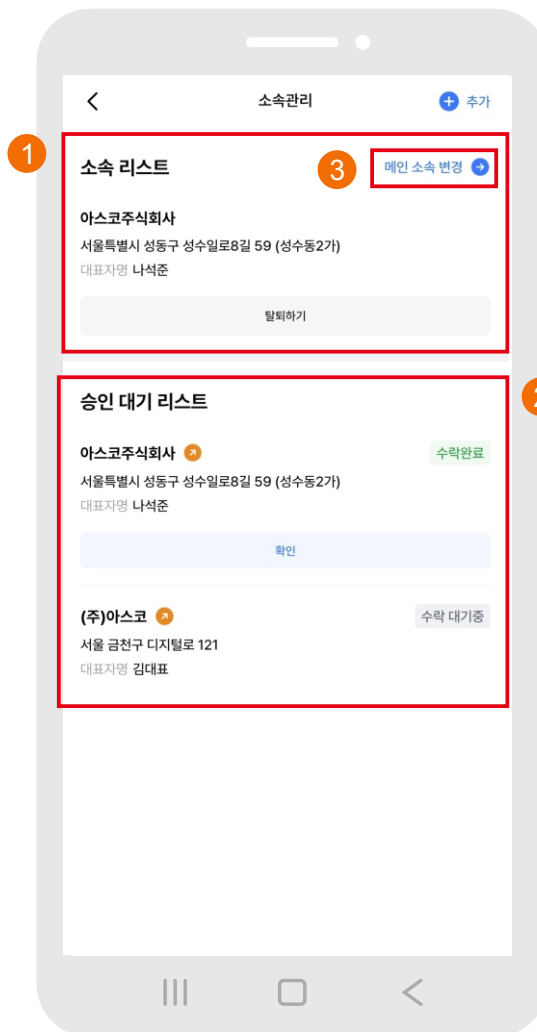 소속관리
추가
1
소속 리스트
3
메인 소속 변경
아스코주식회사
서울특별시 성동구 성수일로8길 59 (성수동2가)
대표자명 나석준
탈퇴하기
2
승인 대기 리스트
아스코주식회사
수락완료
서울특별시 성동구 성수일로8길 59 (성수동2가)
대표자명 나석준
확인
(주)아스코
수락 대기중
서울 금천구 디지털로 121
대표자명 김대표